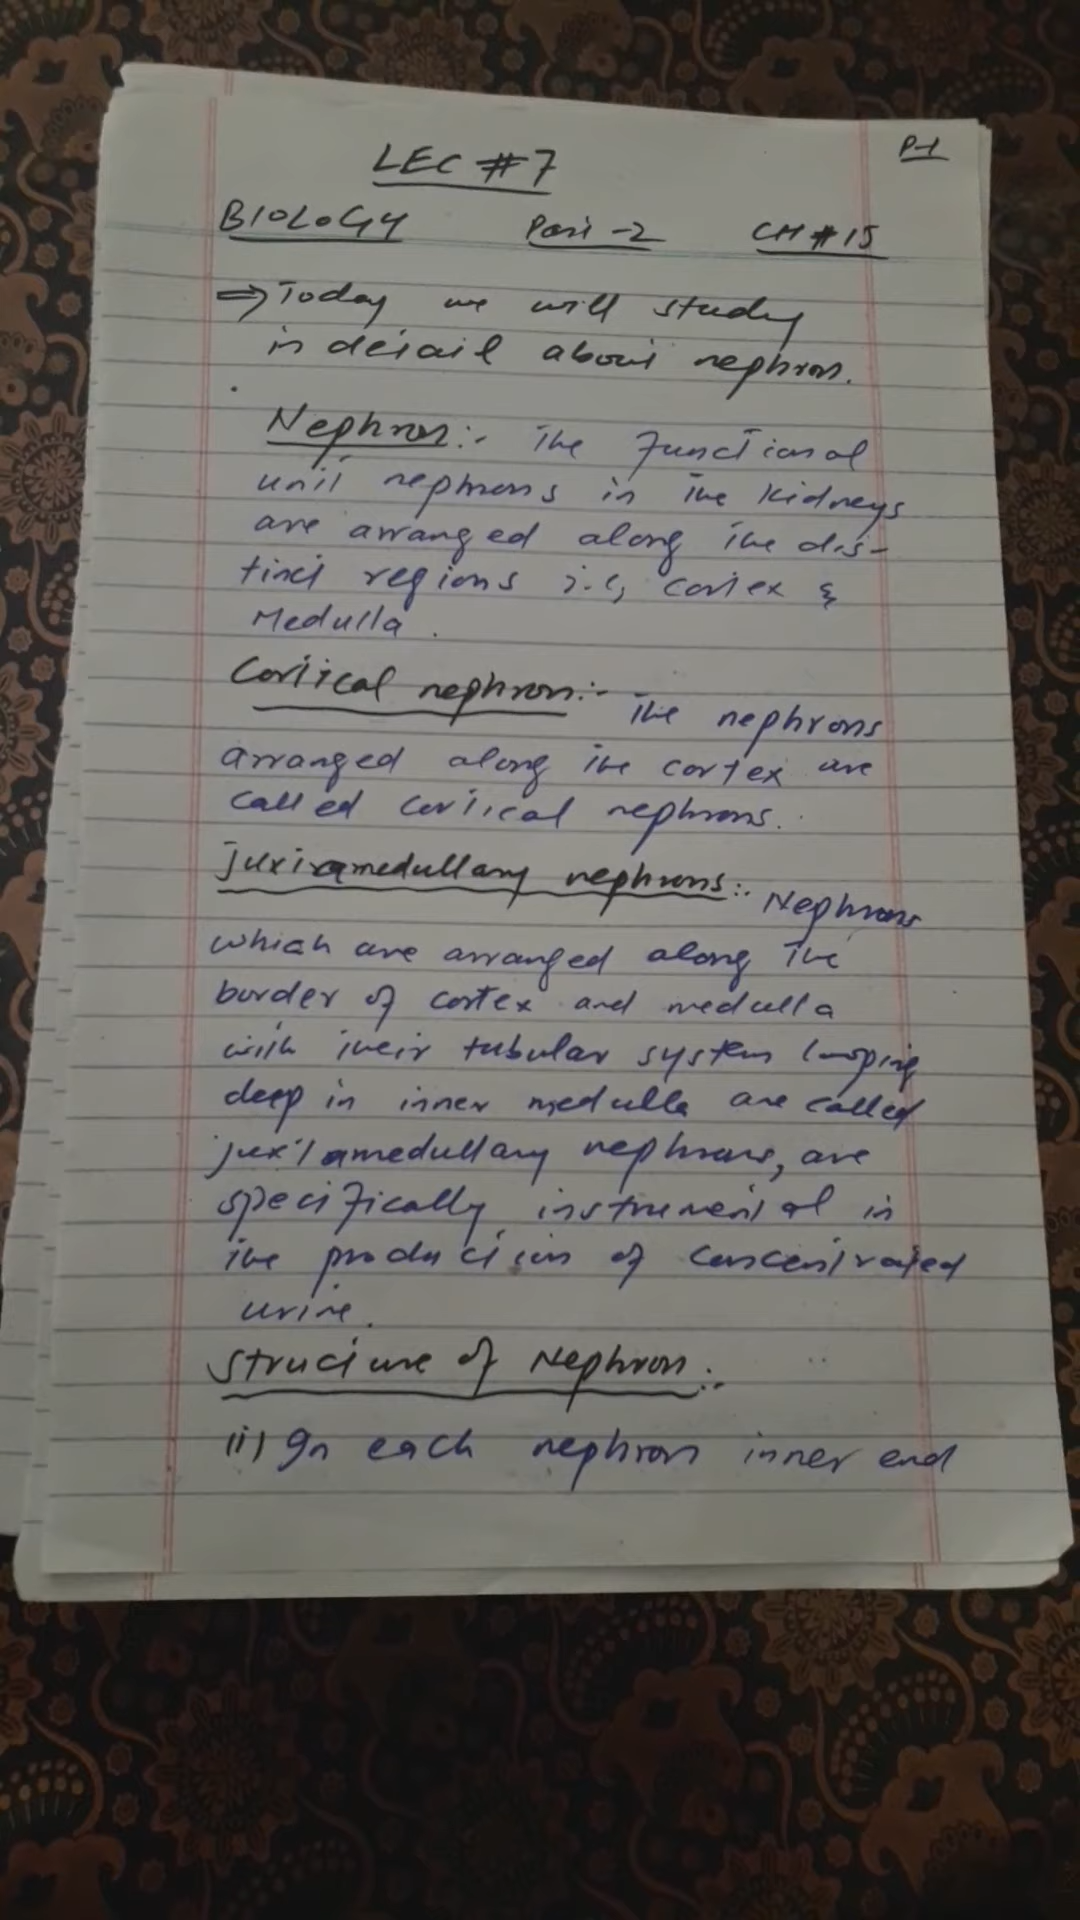 P-1
LEC #7
BIOLOGY Part -2 CH #15
⇒ Today we will study
in detail about nephron.
Nephron:- The functional
unit nephrons in the kidneys
are arranged along the dis-
tinct regions i.e, cortex &
Medulla.
Cortical nephron:- The nephrons
arranged along the cortex are
called cortical nephrons.
juxtamedullary nephrons:- Nephrons
which are arranged along the
border of cortex and medulla
with their tubular system looping
deep in inner medulla are called
juxtamedullary nephrons, are
specifically instrumental in
the production of concentrated
urine.
Structure of Nephron:-
(i) In each nephron inner end